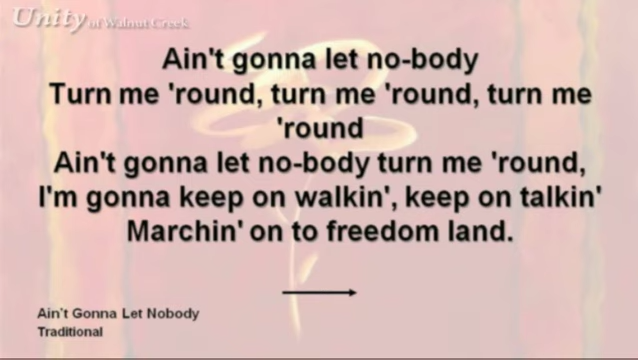 Unity of Walnut Creek
Ain't gonna let no-body
Turn me 'round, turn me 'round, turn me
'round
Ain't gonna let no-body turn me 'round,
I'm gonna keep on walkin', keep on talkin'
Marchin' on to freedom land.
Ain't Gonna Let Nobody
Traditional